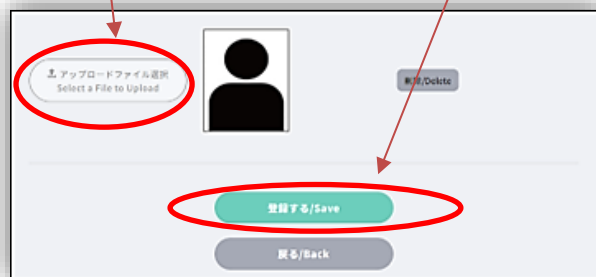 アップロードファイル選択
Select a File to Upload
削除/Delete
登録する/Save
戻る/Back